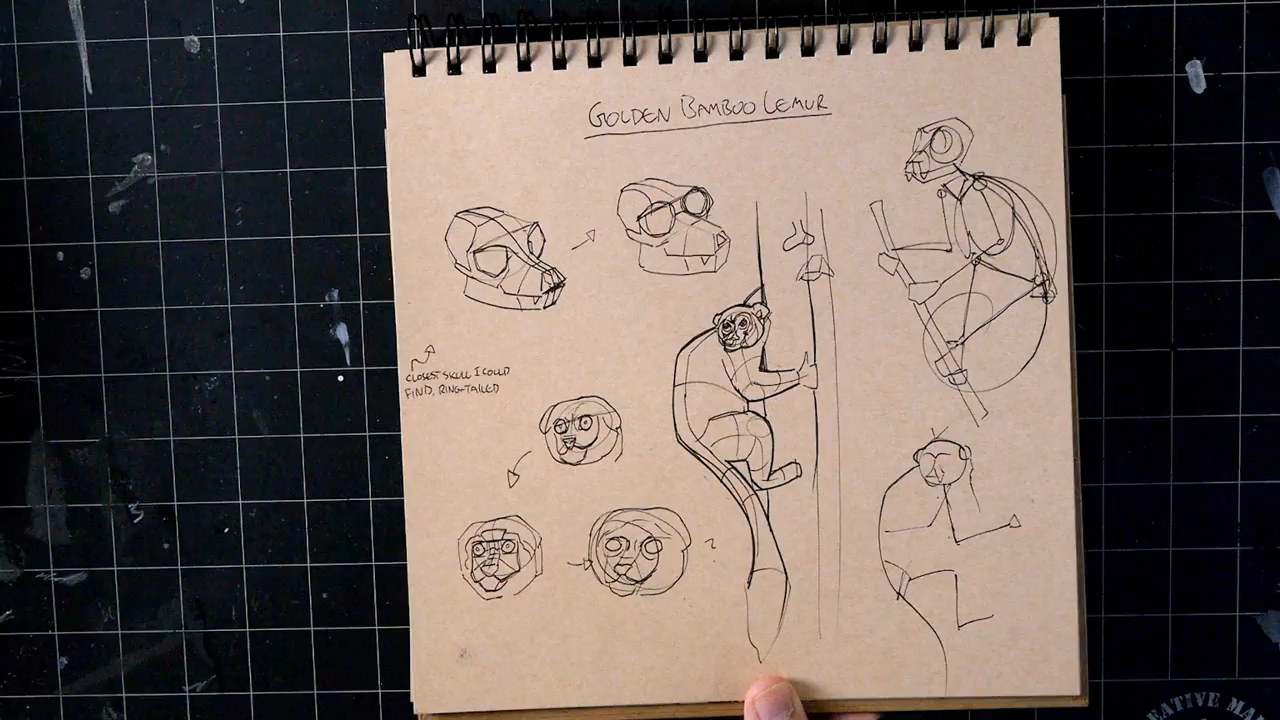 GOLDEN BAMBOO LEMUR
CLOSEST SKULL I COULD
FIND, RING-TAILED
?